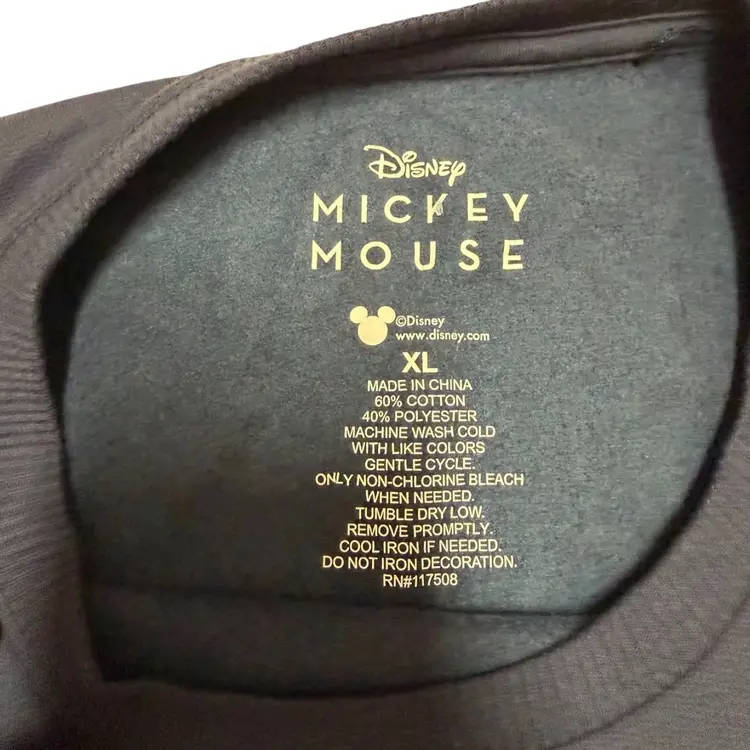 Disney
MICKEY
MOUSE
©Disney
www.disney.com
XL
MADE IN CHINA
60% COTTON
40% POLYESTER
MACHINE WASH COLD
WITH LIKE COLORS
GENTLE CYCLE.
ONLY NON-CHLORINE BLEACH
WHEN NEEDED.
TUMBLE DRY LOW.
REMOVE PROMPTLY.
COOL IRON IF NEEDED.
DO NOT IRON DECORATION.
RN#117508